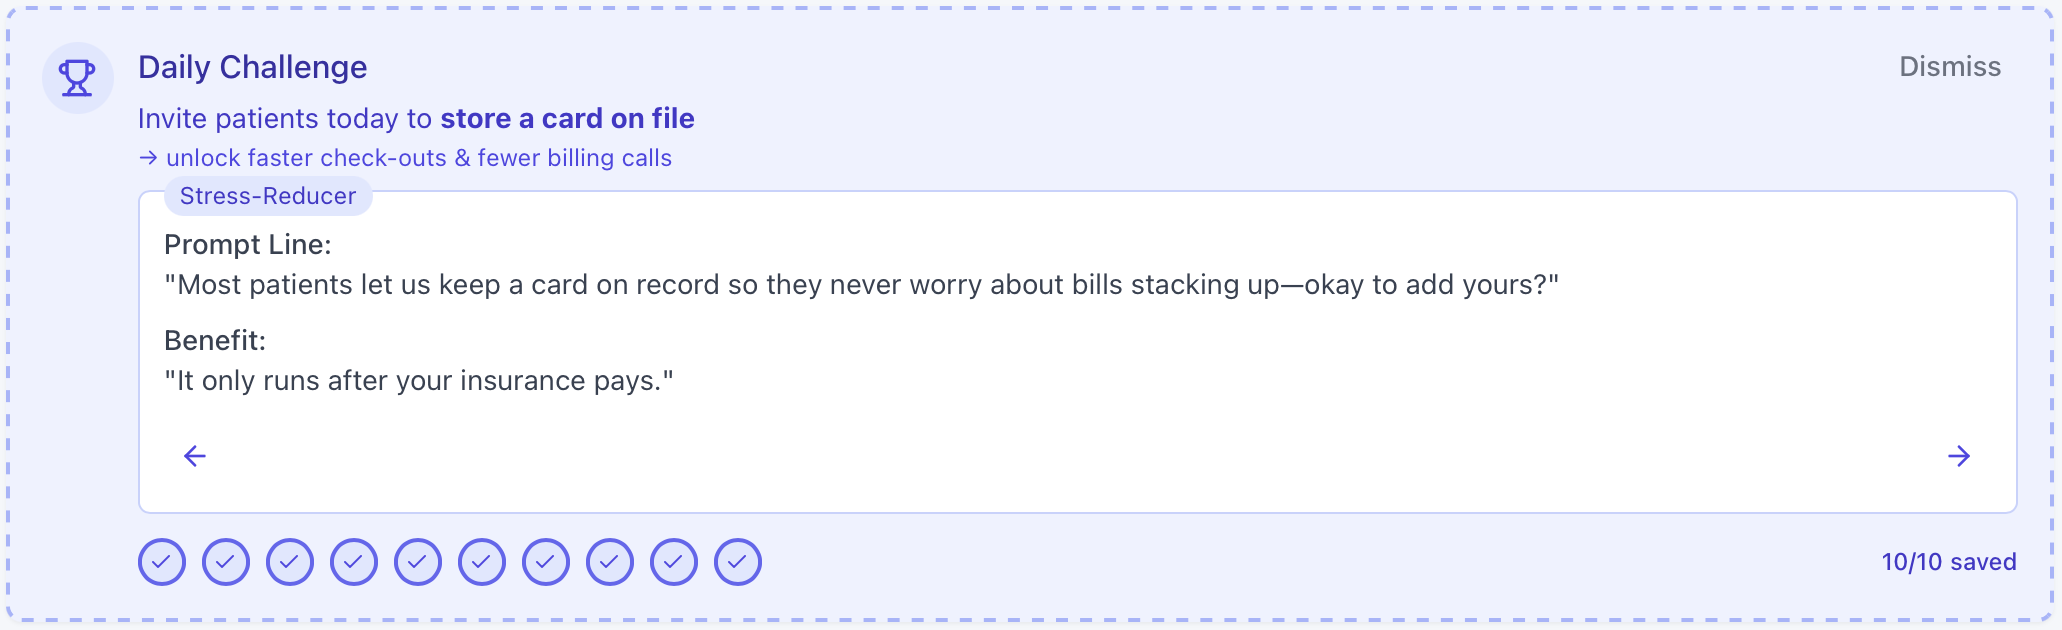 Daily Challenge
Dismiss
Invite patients today to store a card on file
→ unlock faster check-outs & fewer billing calls
Stress-Reducer
Prompt Line:
"Most patients let us keep a card on record so they never worry about bills stacking up—okay to add yours?"
Benefit:
"It only runs after your insurance pays."
10/10 saved